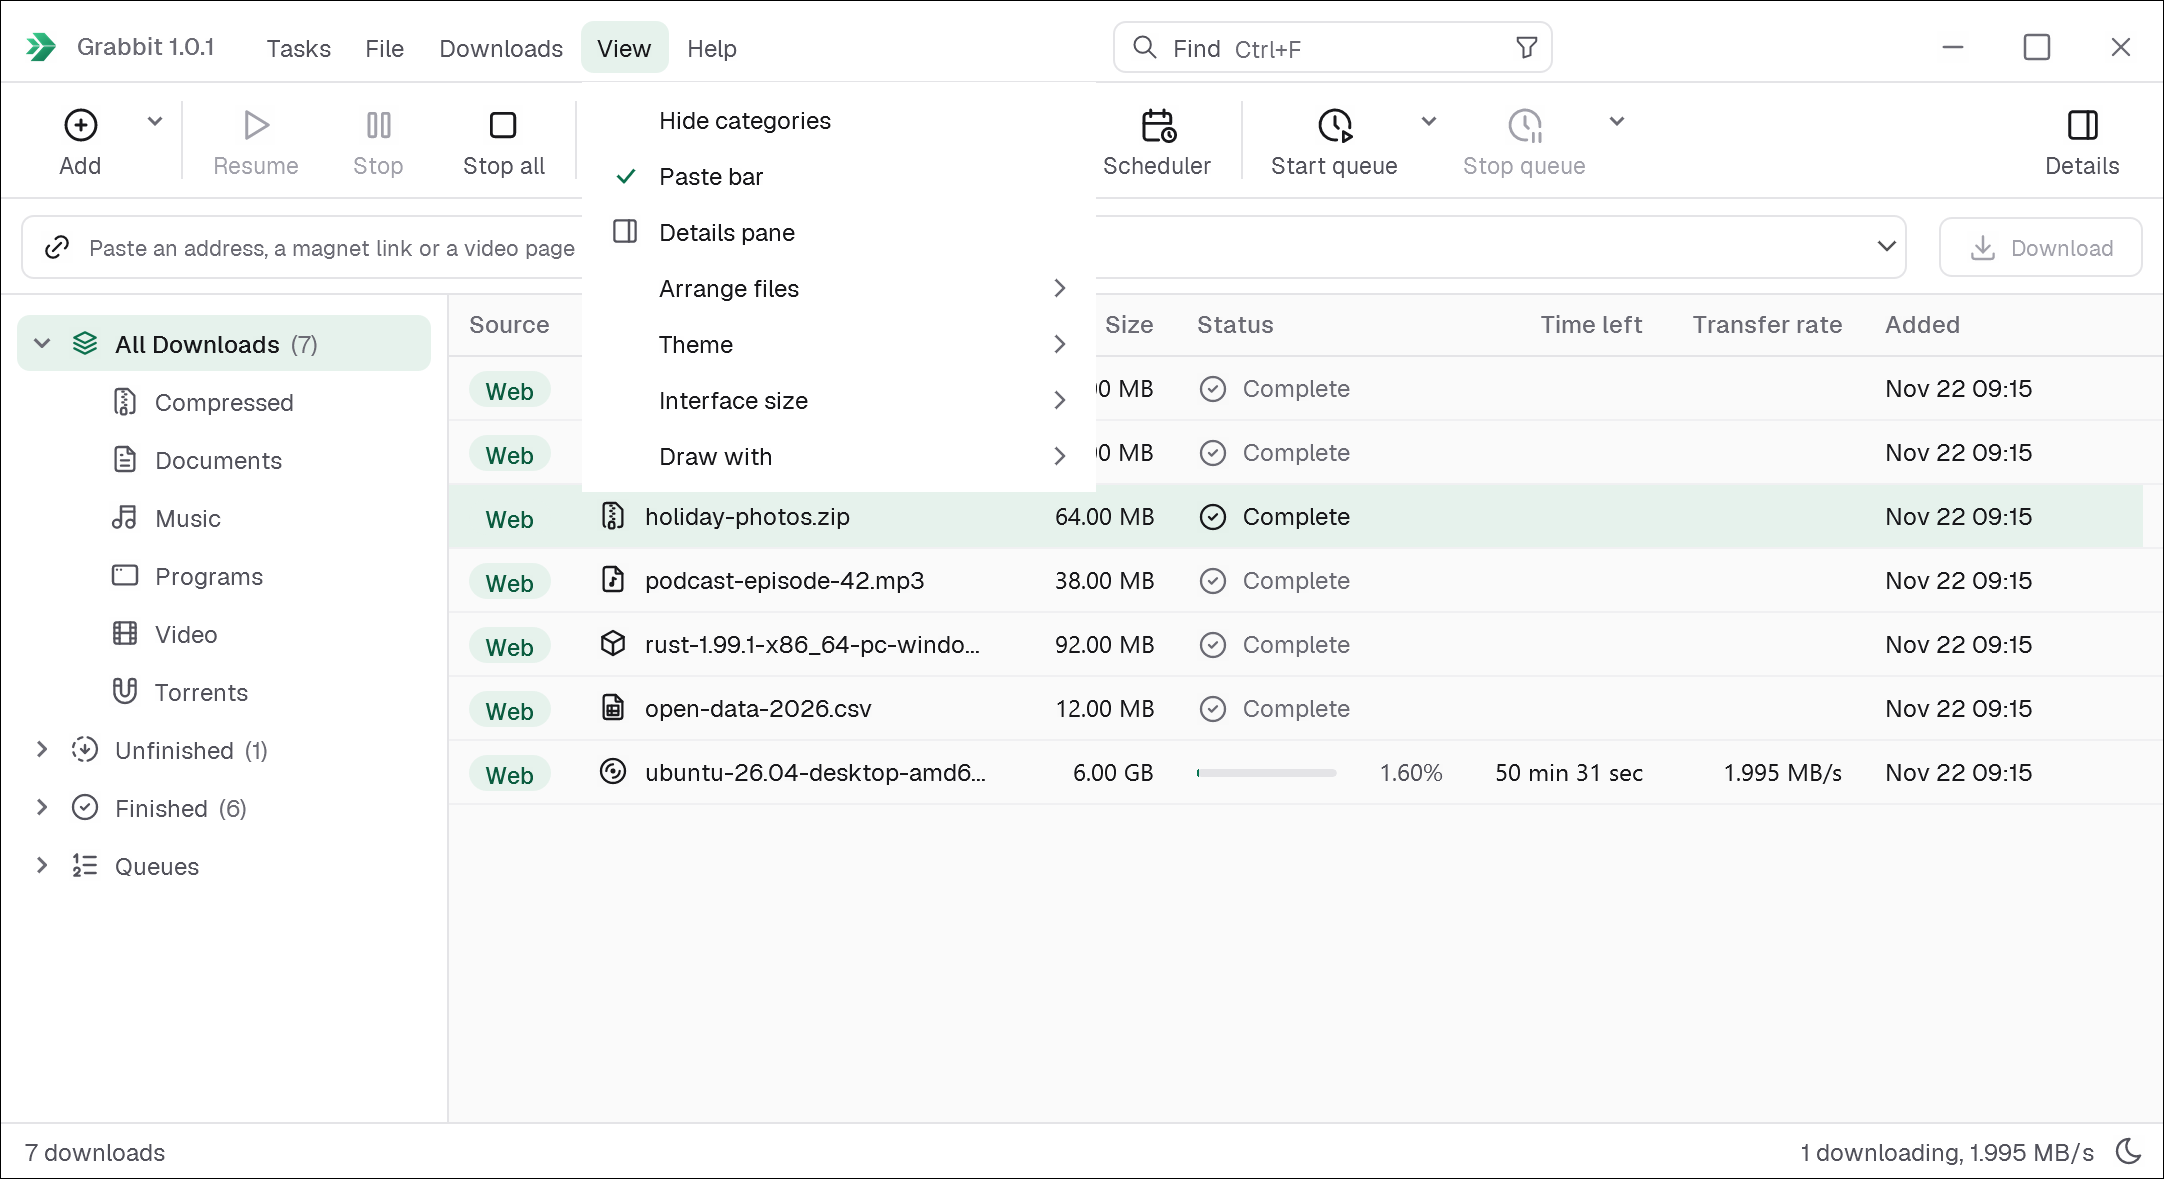 Grabbit 1.0.1 Tasks File Downloads View Help Find Ctrl+F
Add Resume Stop Stop all Scheduler Start queue Stop queue Details
Hide categories
Paste bar
Details pane
Arrange files
Theme
Interface size
Draw with
Paste an address, a magnet link or a video page Download
Source Size Status Time left Transfer rate Added
All Downloads (7)
Compressed
Documents
Music
Programs
Video
Torrents
Unfinished (1)
Finished (6)
Queues
Web 0 MB Complete Nov 22 09:15
Web 0 MB Complete Nov 22 09:15
Web holiday-photos.zip 64.00 MB Complete Nov 22 09:15
Web podcast-episode-42.mp3 38.00 MB Complete Nov 22 09:15
Web rust-1.99.1-x86_64-pc-windo... 92.00 MB Complete Nov 22 09:15
Web open-data-2026.csv 12.00 MB Complete Nov 22 09:15
Web ubuntu-26.04-desktop-amd6... 6.00 GB 1.60% 50 min 31 sec 1.995 MB/s Nov 22 09:15
7 downloads 1 downloading, 1.995 MB/s